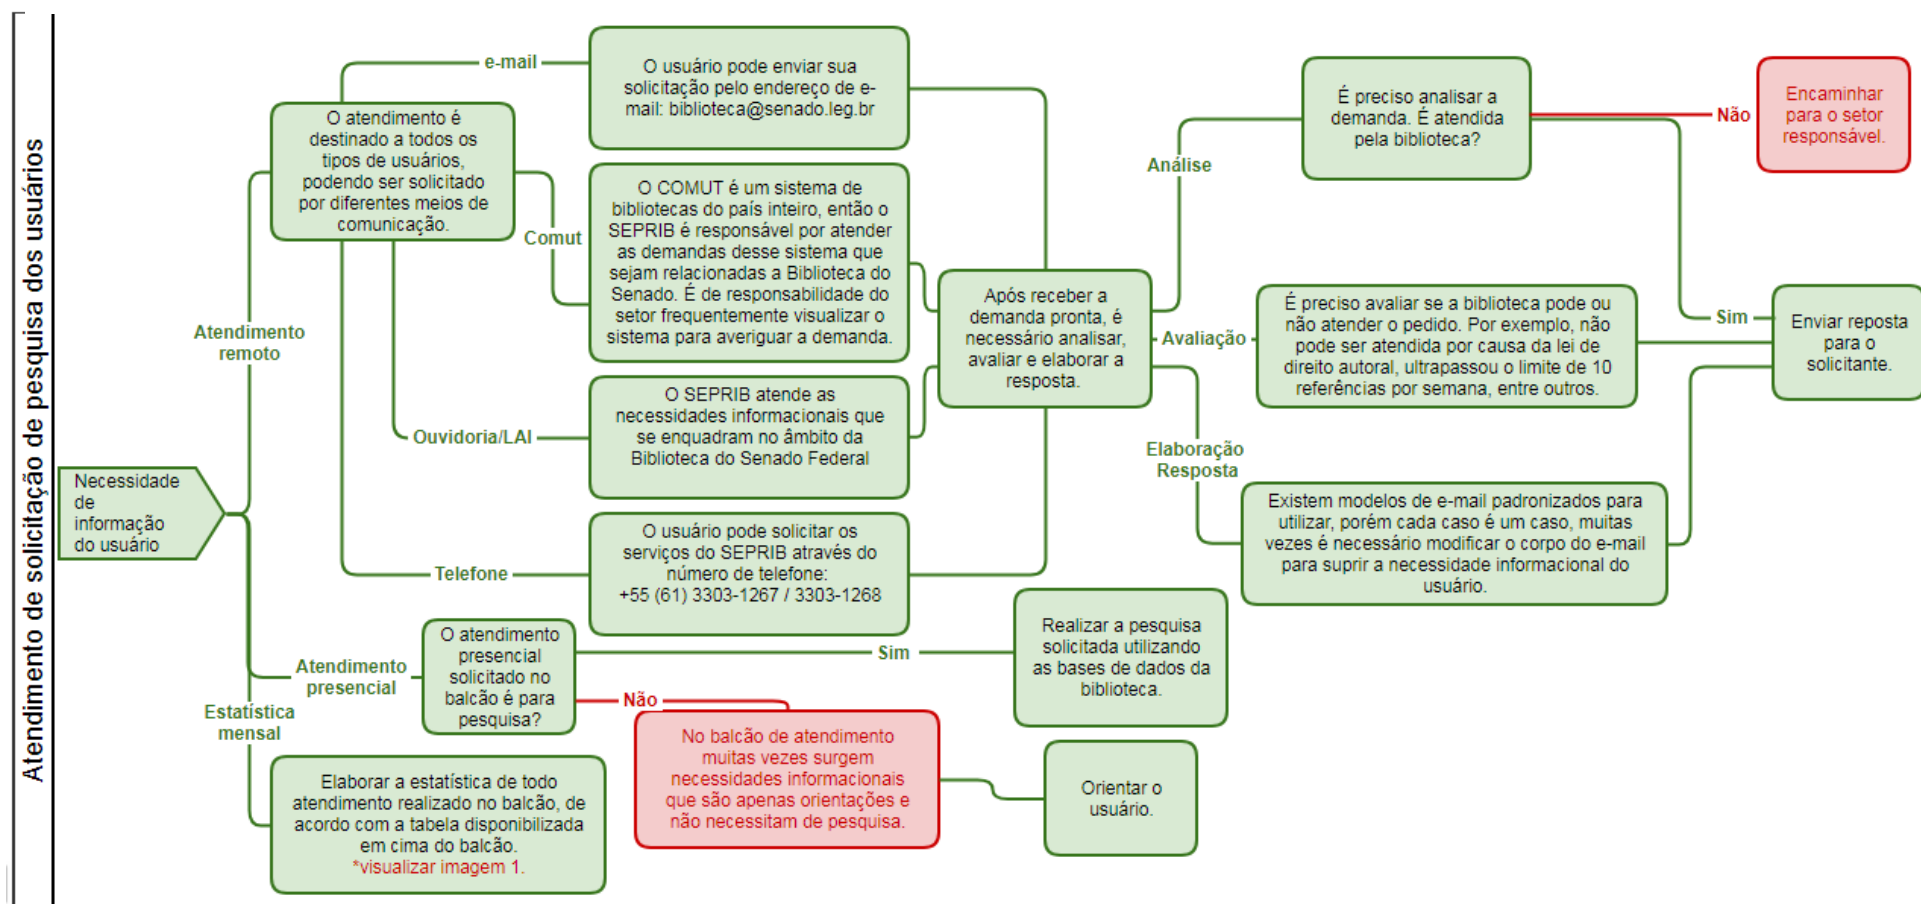 Atendimento de solicitação de pesquisa dos usuários
Necessidade
de
informação
do usuário
Atendimento
remoto
O atendimento é
destinado a todos os
tipos de usuários,
podendo ser solicitado
por diferentes meios de
comunicação.
e-mail
O usuário pode enviar sua
solicitação pelo endereço de e-
mail: biblioteca@senado.leg.br
Comut
O COMUT é um sistema de
bibliotecas do país inteiro, então o
SEPRIB é responsável por atender
as demandas desse sistema que
sejam relacionadas a Biblioteca do
Senado. É de responsabilidade do
setor frequentemente visualizar o
sistema para averiguar a demanda.
Ouvidoria/LAI
O SEPRIB atende as
necessidades informacionais que
se enquadram no âmbito da
Biblioteca do Senado Federal
Telefone
O usuário pode solicitar os
serviços do SEPRIB através do
número de telefone:
+55 (61) 3303-1267 / 3303-1268
Após receber a
demanda pronta, é
necessário analisar,
avaliar e elaborar a
resposta.
Análise
É preciso analisar a
demanda. É atendida
pela biblioteca?
Não
Encaminhar
para o setor
responsável.
Sim
Avaliação
É preciso avaliar se a biblioteca pode ou
não atender o pedido. Por exemplo, não
pode ser atendida por causa da lei de
direito autoral, ultrapassou o limite de 10
referências por semana, entre outros.
Enviar reposta
para o
solicitante.
Elaboração
Resposta
Existem modelos de e-mail padronizados para
utilizar, porém cada caso é um caso, muitas
vezes é necessário modificar o corpo do e-mail
para suprir a necessidade informacional do
usuário.
Atendimento
presencial
O atendimento
presencial
solicitado no
balcão é para
pesquisa?
Sim
Realizar a pesquisa
solicitada utilizando
as bases de dados da
biblioteca.
Não
No balcão de atendimento
muitas vezes surgem
necessidades informacionais
que são apenas orientações e
não necessitam de pesquisa.
Orientar o
usuário.
Estatística
mensal
Elaborar a estatística de todo
atendimento realizado no balcão, de
acordo com a tabela disponibilizada
em cima do balcão.
*visualizar imagem 1.